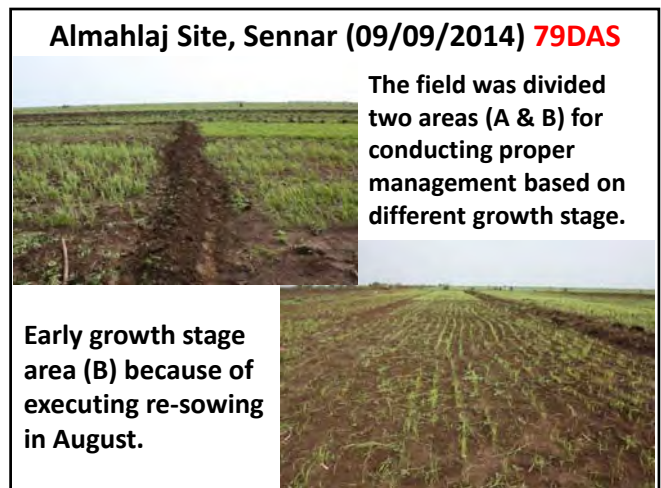 Almahlaj Site, Sennar (09/09/2014) 79DAS
The field was divided
two areas (A & B) for
conducting proper
management based on
different growth stage.
Early growth stage
area (B) because of
executing re-sowing
in August.